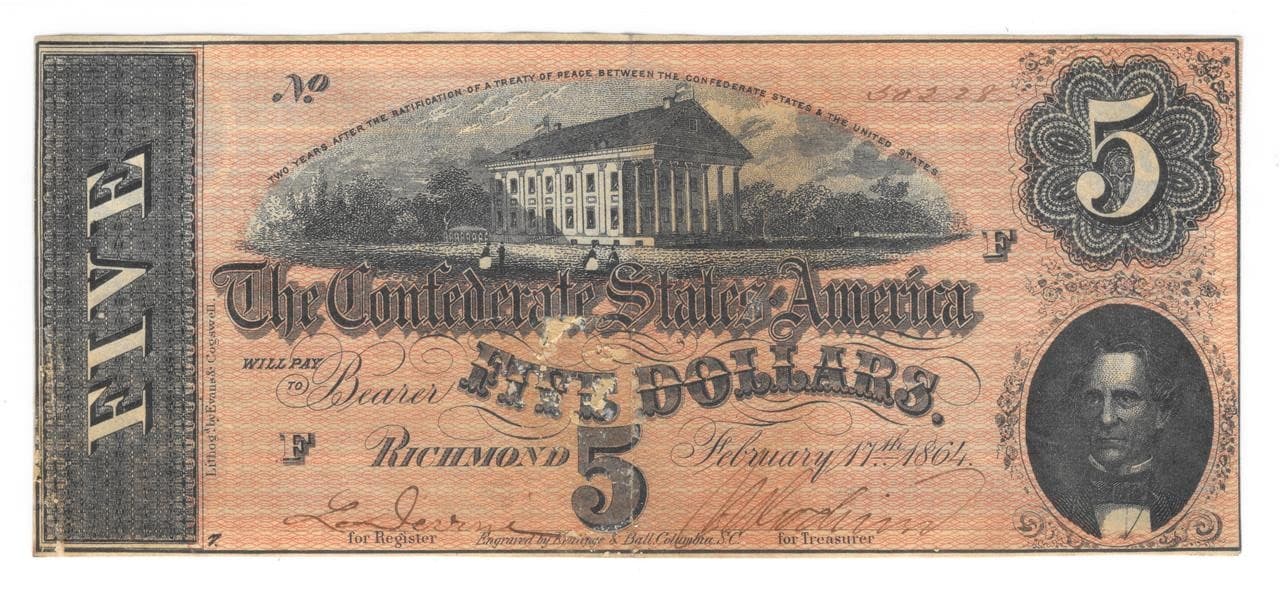 No
50228
TWO YEARS AFTER THE RATIFICATION OF A TREATY OF PEACE BETWEEN THE CONFEDERATE STATES & THE UNITED STATES
5
FIVE
F
The Confederate States of America
WILL PAY TO Bearer FIVE DOLLARS.
F
RICHMOND 5 February 17th 1864.
Lithog'd by Evans & Cogswell.
7.
for Register
Engraved by Keatinge & Ball, Columbia, S.C.
for Treasurer